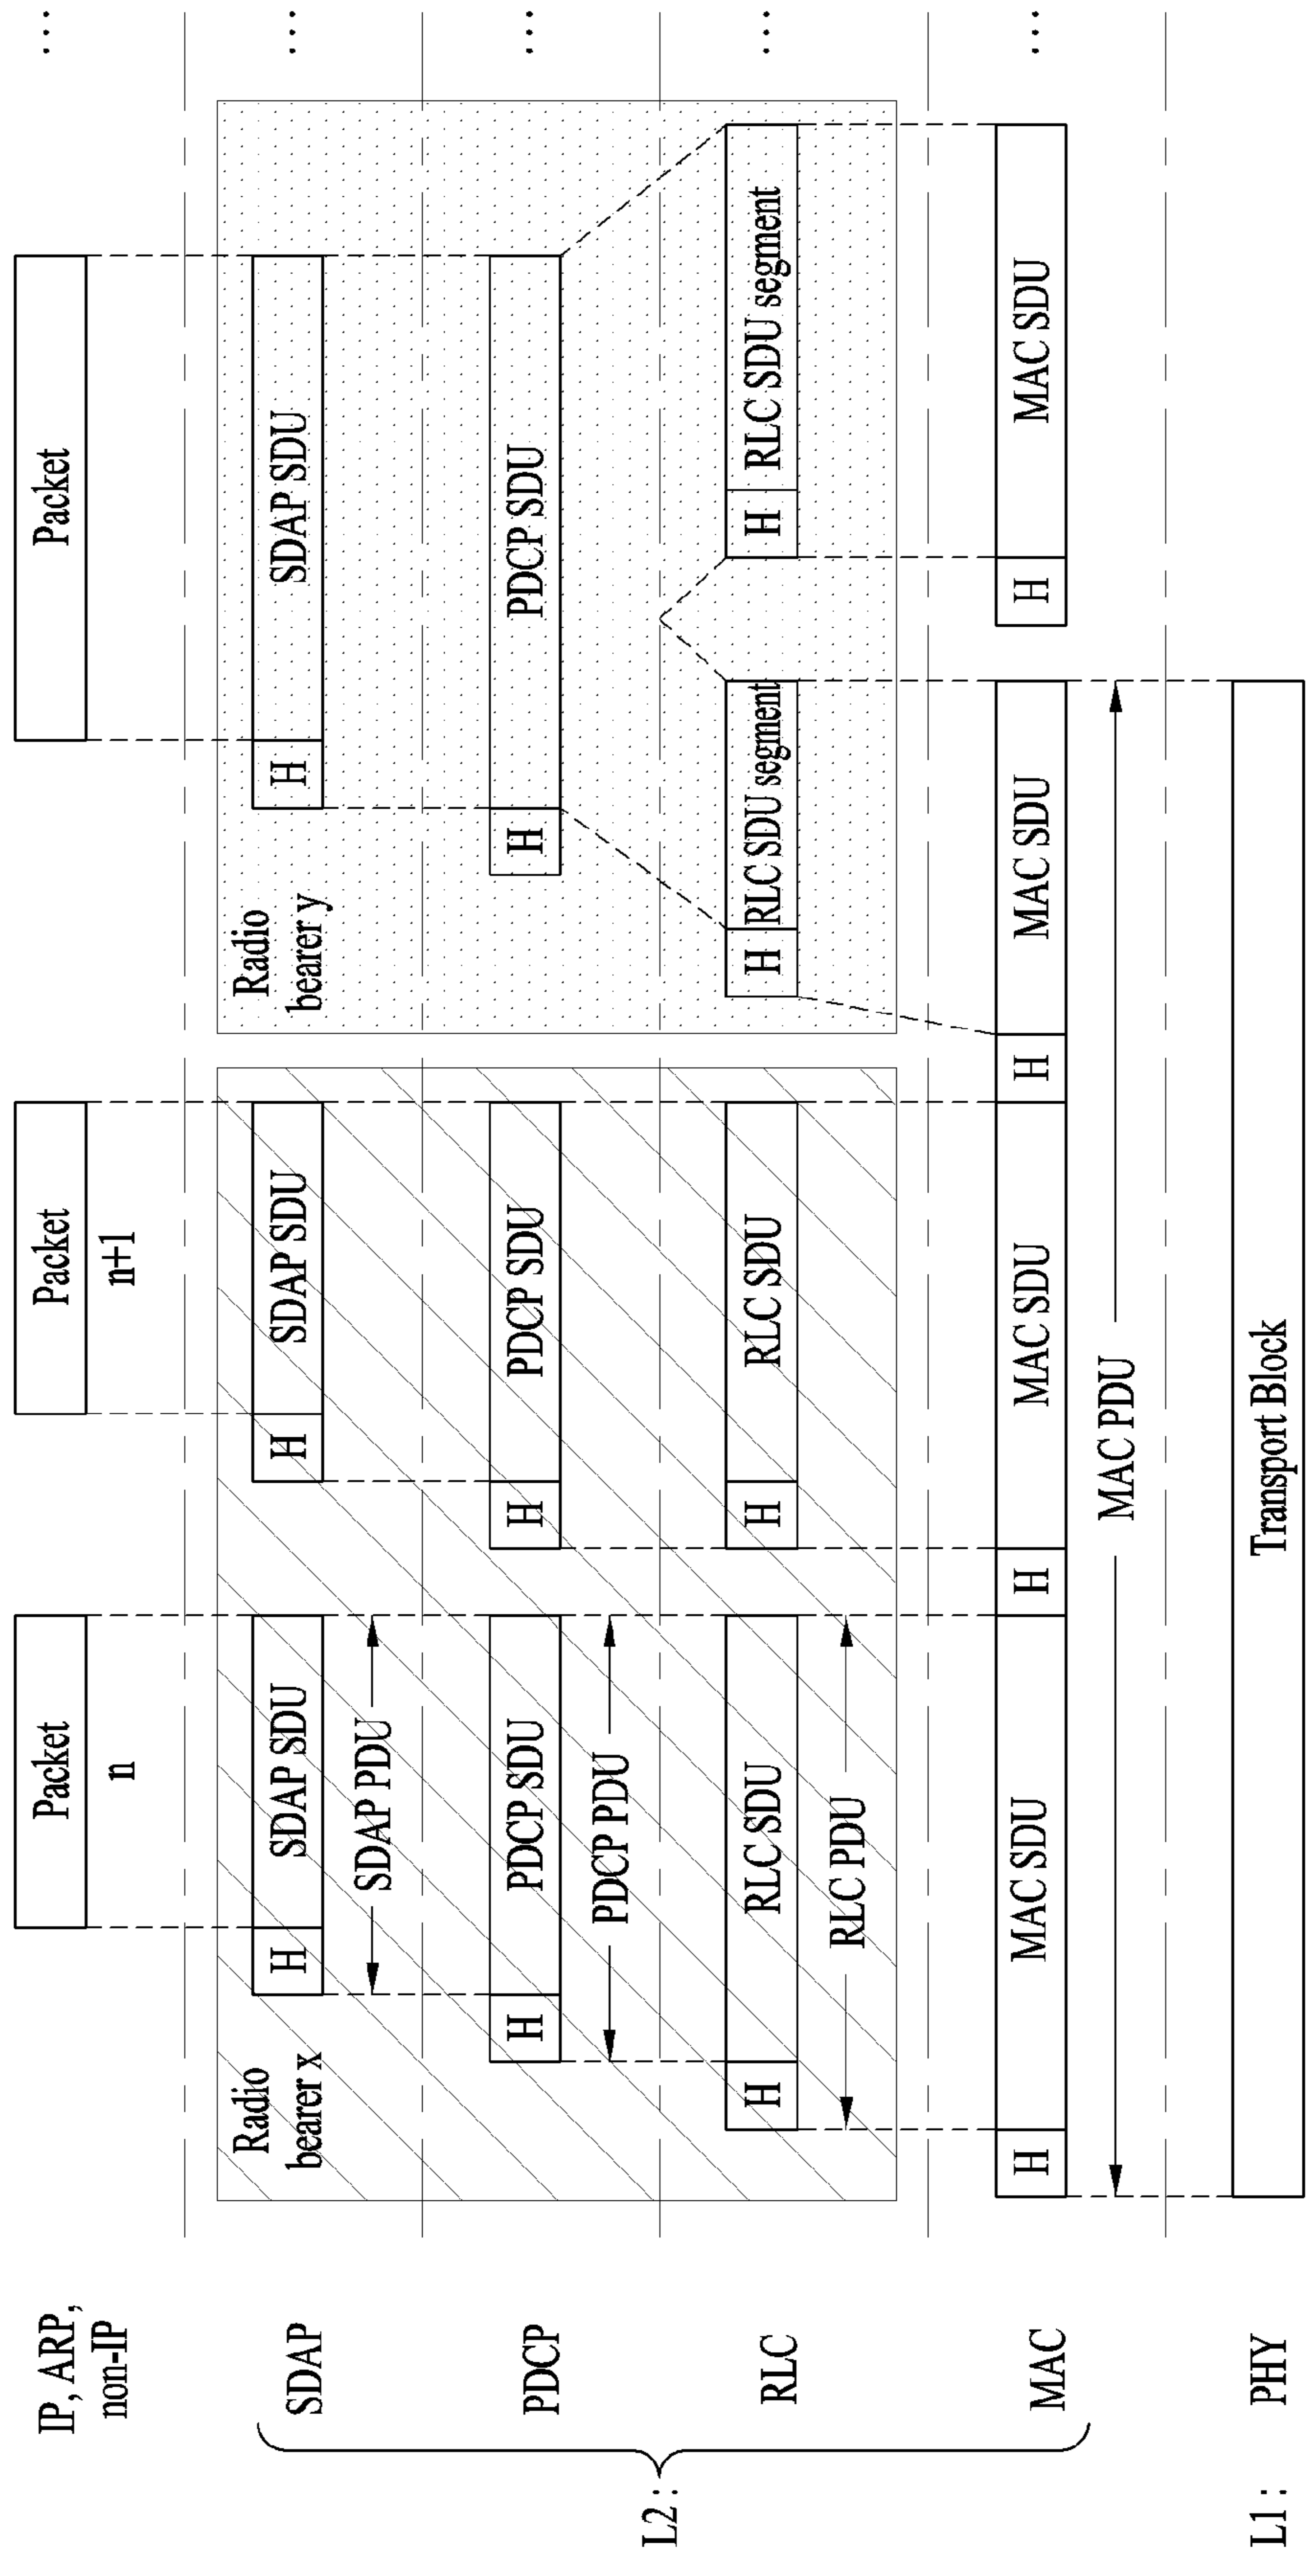 IP, ARP,
non-IP
Packet
n
Packet
n+1
Packet
...
L2 :
SDAP
Radio
bearer x
H
SDAP SDU
H
SDAP SDU
Radio
bearer y
H
SDAP SDU
...
SDAP PDU
PDCP
H
PDCP SDU
H
PDCP SDU
H
PDCP SDU
...
PDCP PDU
RLC
H
RLC SDU
H
RLC SDU
H
RLC SDU segment
H
RLC SDU segment
...
RLC PDU
MAC
H
MAC SDU
H
MAC SDU
H
MAC SDU
H
MAC SDU
...
MAC PDU
L1 :
PHY
Transport Block